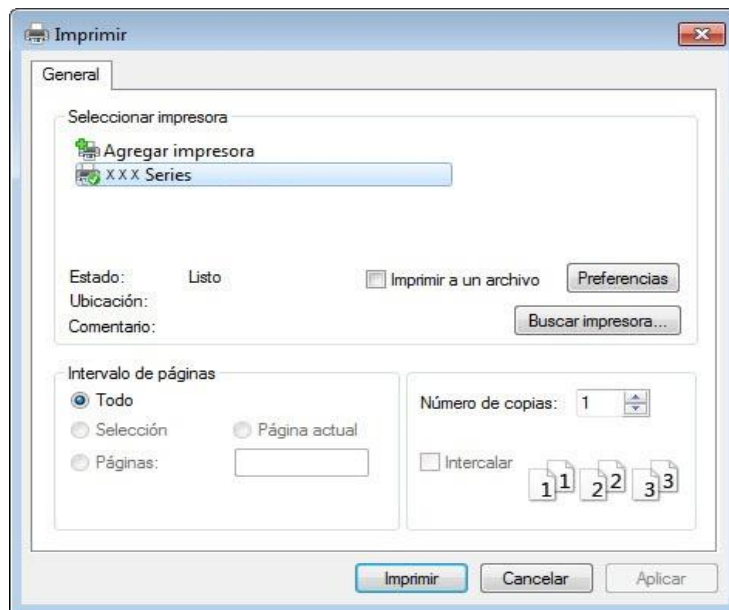 Imprimir
General
Seleccionar impresora
Agregar impresora
X X X Series
Estado: Listo
Imprimir a un archivo
Preferencias
Ubicación:
Comentario:
Buscar impresora...
Intervalo de páginas
Todo
Selección
Página actual
Páginas:
Número de copias: 1
Intercalar
1 1 2 2 3 3
Imprimir
Cancelar
Aplicar